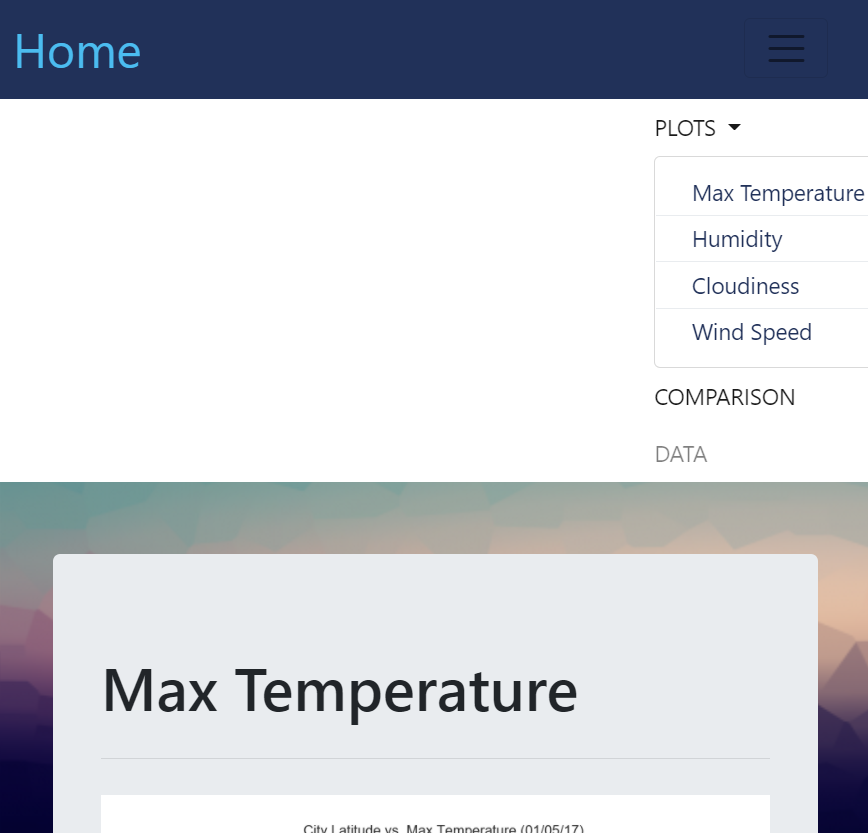 Home
PLOTS
Max Temperature
Humidity
Cloudiness
Wind Speed
COMPARISON
DATA
Max Temperature
City Latitude vs. Max Temperature (01/05/17)